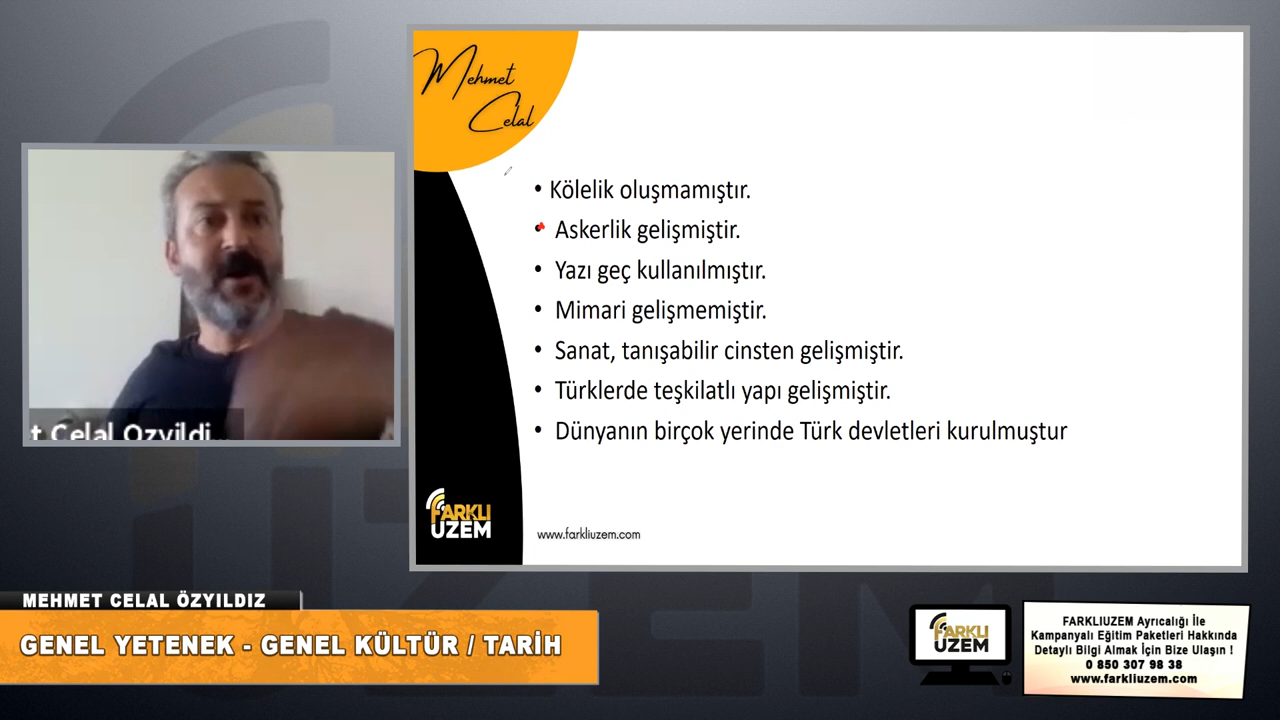 Mehmet
Celal
• Kölelik oluşmamıştır.
• Askerlik gelişmiştir.
• Yazı geç kullanılmıştır.
• Mimari gelişmemiştir.
• Sanat, tanışabilir cinsten gelişmiştir.
• Türklerde teşkilatlı yapı gelişmiştir.
• Dünyanın birçok yerinde Türk devletleri kurulmuştur
FARKLI
UZEM
www.farkliuzem.com
t Celal Ozyildi...
MEHMET CELAL ÖZYILDIZ
GENEL YETENEK - GENEL KÜLTÜR / TARİH
FARKLI
UZEM
FARKLIUZEM Ayrıcalığı İle
Kampanyalı Eğitim Paketleri Hakkında
Detaylı Bilgi Almak İçin Bize Ulaşın !
0 850 307 98 38
www.farkliuzem.com